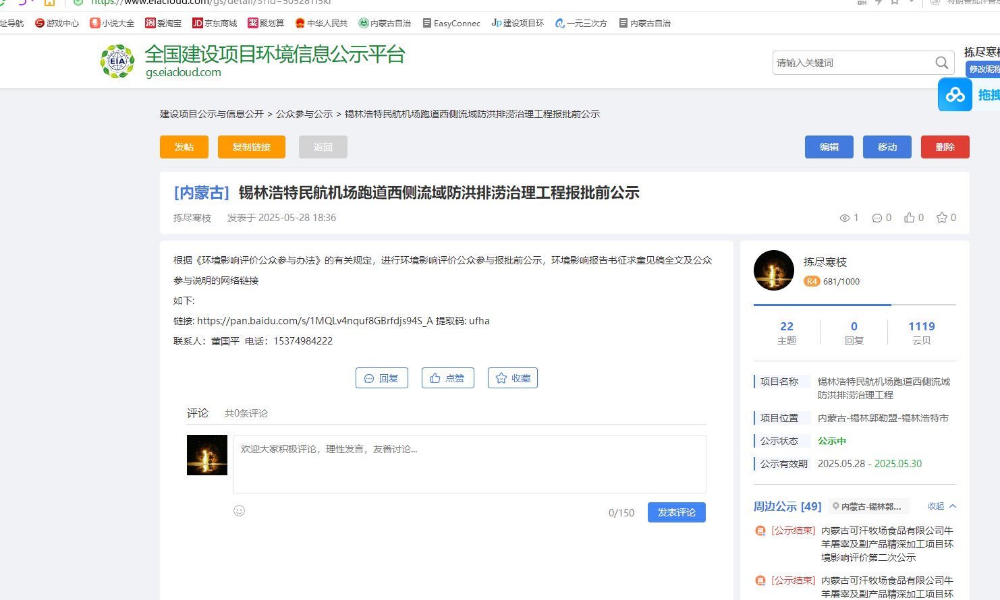 https://www.eiacloud.com/gs/detail/3?id=
址导航 游戏中心 小说大全 爱淘宝 京东商城 聚划算 中华人民共 内蒙古自治 EasyConnec 建设项目环 一元三次方 内蒙古自治
EIA
全国建设项目环境信息公示平台
gs.eiacloud.com
请输入关键词
拣尽寒
修改昵称
拖拽
建设项目公示与信息公开 > 公众参与公示 > 锡林浩特民航机场跑道西侧流域防洪排涝治理工程报批前公示
发帖 复制链接 返回 编辑 移动 删除
[内蒙古] 锡林浩特民航机场跑道西侧流域防洪排涝治理工程报批前公示
拣尽寒枝 发表于 2025-05-28 18:36 1 0 0 0
根据《环境影响评价公众参与办法》的有关规定，进行环境影响评价公众参与报批前公示，环境影响报告书征求意见稿全文及公众
参与说明的网络链接
如下:
链接: https://pan.baidu.com/s/1MQLv4nquf8GBrfdjs94S_A 提取码: ufha
联系人：董国平 电话：15374984222
回复 点赞 收藏
评论 共0条评论
欢迎大家积极评论，理性发言，友善讨论...
0/150 发表评论
拣尽寒枝
R4 681/1000
22 0 1119
主题 回复 云贝
项目名称 锡林浩特民航机场跑道西侧流域
防洪排涝治理工程
项目位置 内蒙古-锡林郭勒盟-锡林浩特市
公示状态 公示中
公示有效期 2025.05.28 - 2025.05.30
周边公示 [49] 内蒙古-锡林郭... 收起
[公示结束] 内蒙古可汗牧场食品有限公司牛
羊屠宰及副产品精深加工项目环
境影响评价第二次公示
[公示结束] 内蒙古可汗牧场食品有限公司牛
羊屠宰及副产品精深加工项目环